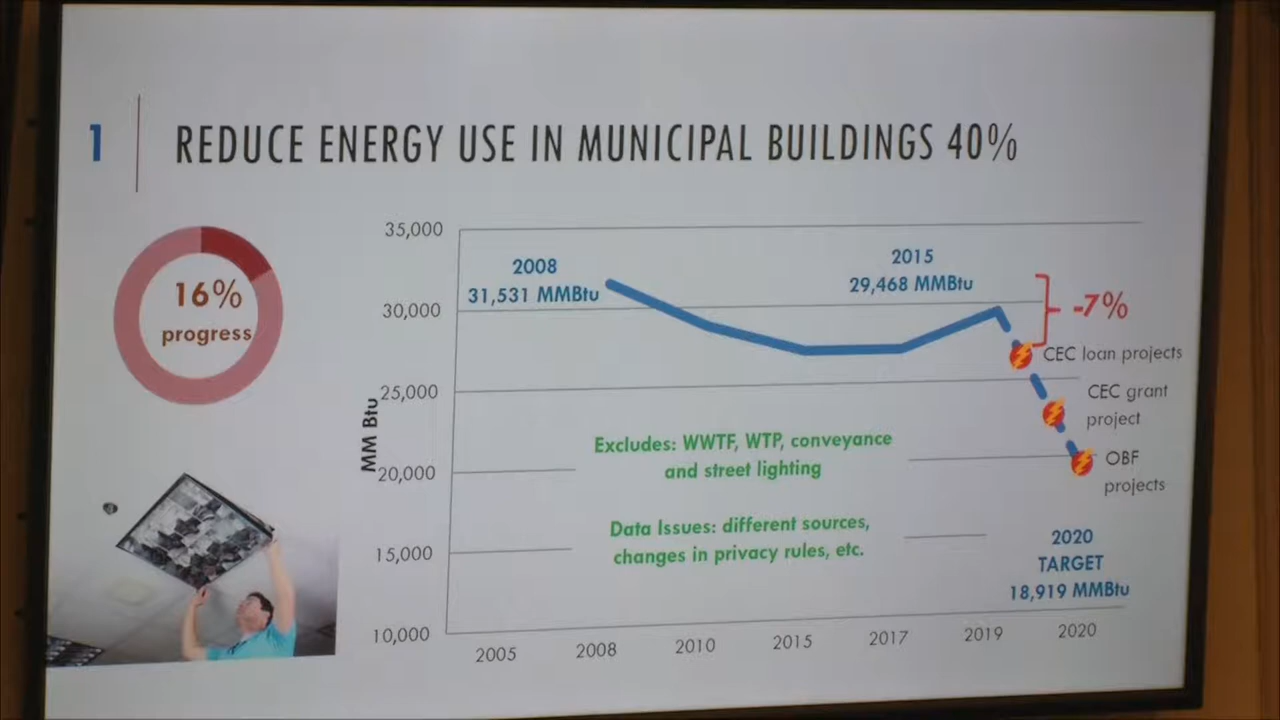 1
REDUCE ENERGY USE IN MUNICIPAL BUILDINGS 40%
16%
progress
MM Btu
35,000
30,000
25,000
20,000
15,000
10,000
2008
31,531 MMBtu
2015
29,468 MMBtu
-7%
CEC loan projects
CEC grant
project
OBF
projects
Excludes: WWTF, WTP, conveyance
and street lighting
Data Issues: different sources,
changes in privacy rules, etc.
2020
TARGET
18,919 MMBtu
2005
2008
2010
2015
2017
2019
2020